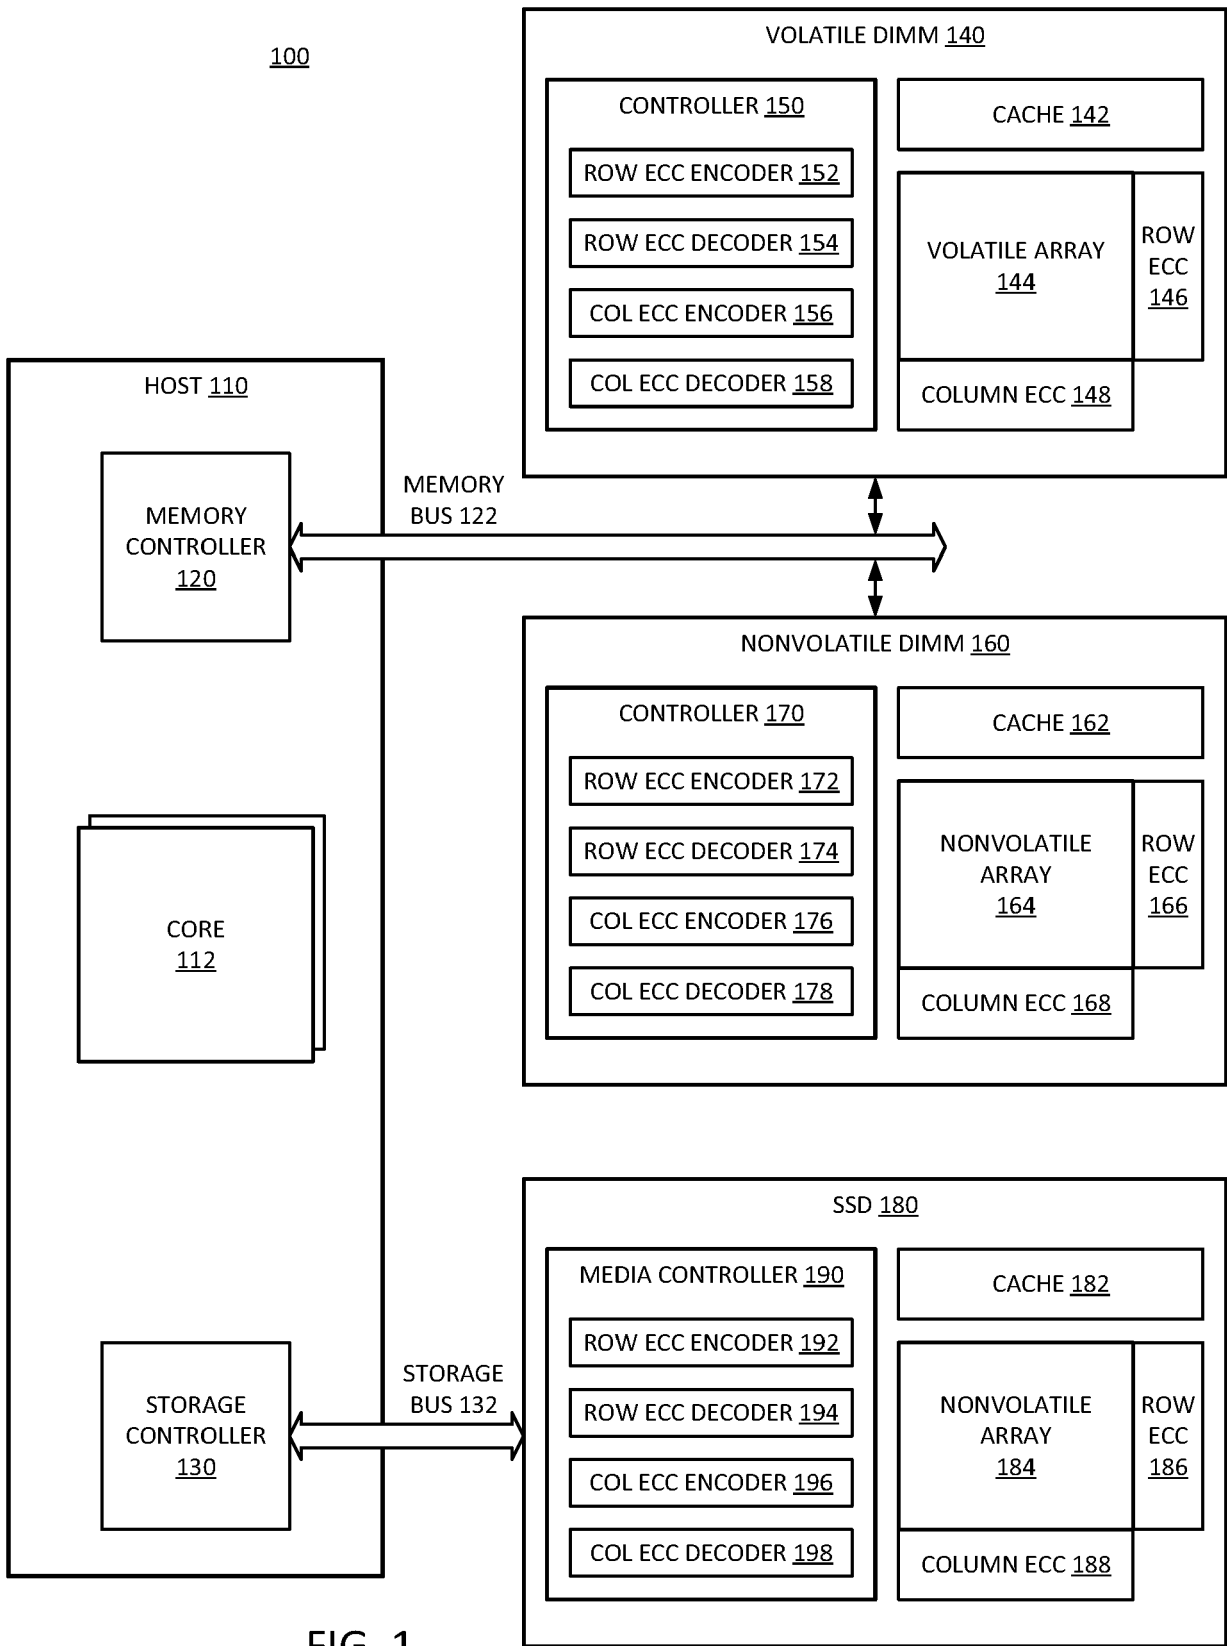 100
VOLATILE DIMM 140
CONTROLLER 150
ROW ECC ENCODER 152
ROW ECC DECODER 154
COL ECC ENCODER 156
COL ECC DECODER 158
CACHE 142
VOLATILE ARRAY
144
ROW
ECC
146
COLUMN ECC 148
HOST 110
MEMORY
CONTROLLER
120
MEMORY
BUS 122
CORE
112
NONVOLATILE DIMM 160
CONTROLLER 170
ROW ECC ENCODER 172
ROW ECC DECODER 174
COL ECC ENCODER 176
COL ECC DECODER 178
CACHE 162
NONVOLATILE
ARRAY
164
ROW
ECC
166
COLUMN ECC 168
STORAGE
CONTROLLER
130
STORAGE
BUS 132
SSD 180
MEDIA CONTROLLER 190
ROW ECC ENCODER 192
ROW ECC DECODER 194
COL ECC ENCODER 196
COL ECC DECODER 198
CACHE 182
NONVOLATILE
ARRAY
184
ROW
ECC
186
COLUMN ECC 188
FIG. 1